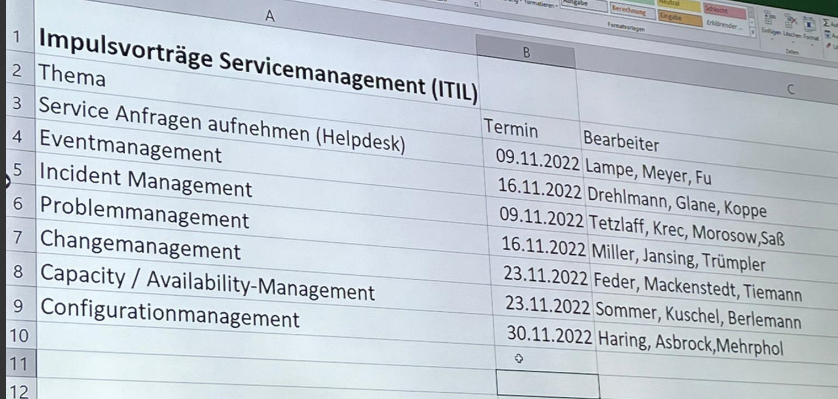 Ausgabe Neutral Schlecht
Berechnung Eingabe Erklärender ...
Formatvorlagen
Einfügen Löschen Format
Zellen
A B C
1 Impulsvorträge Servicemanagement (ITIL)
2 Thema Termin Bearbeiter
3 Service Anfragen aufnehmen (Helpdesk) 09.11.2022 Lampe, Meyer, Fu
4 Eventmanagement 16.11.2022 Drehlmann, Glane, Koppe
5 Incident Management 09.11.2022 Tetzlaff, Krec, Morosow,Saß
6 Problemmanagement 16.11.2022 Miller, Jansing, Trümpler
7 Changemanagement 23.11.2022 Feder, Mackenstedt, Tiemann
8 Capacity / Availability-Management 23.11.2022 Sommer, Kuschel, Berlemann
9 Configurationmanagement 30.11.2022 Haring, Asbrock,Mehrphol
10
11
12